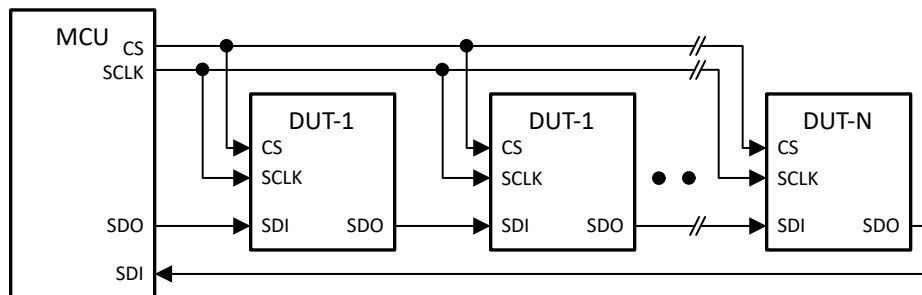 MCU
CS
SCLK
DUT-1
DUT-1
DUT-N
CS
CS
CS
SCLK
SCLK
SCLK
SDO
SDI
SDO
SDI
SDO
SDI
SDO
SDI